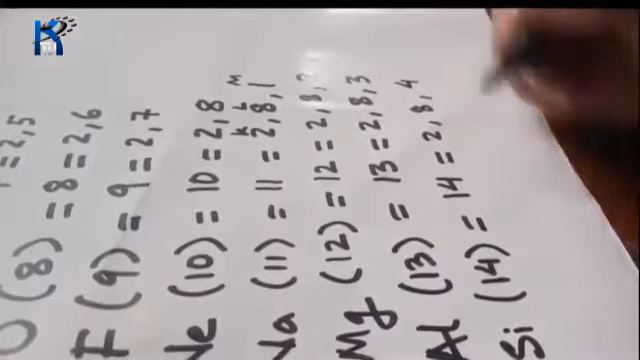 = 2,5
O (8) = 8 = 2,6
F (9) = 9 = 2,7
Ne (10) = 10 = 2,8
K L M
Na (11) = 11 = 2,8,1
Mg (12) = 12 = 2,8,2
Al (13) = 13 = 2,8,3
Si (14) = 14 = 2,8,4
K